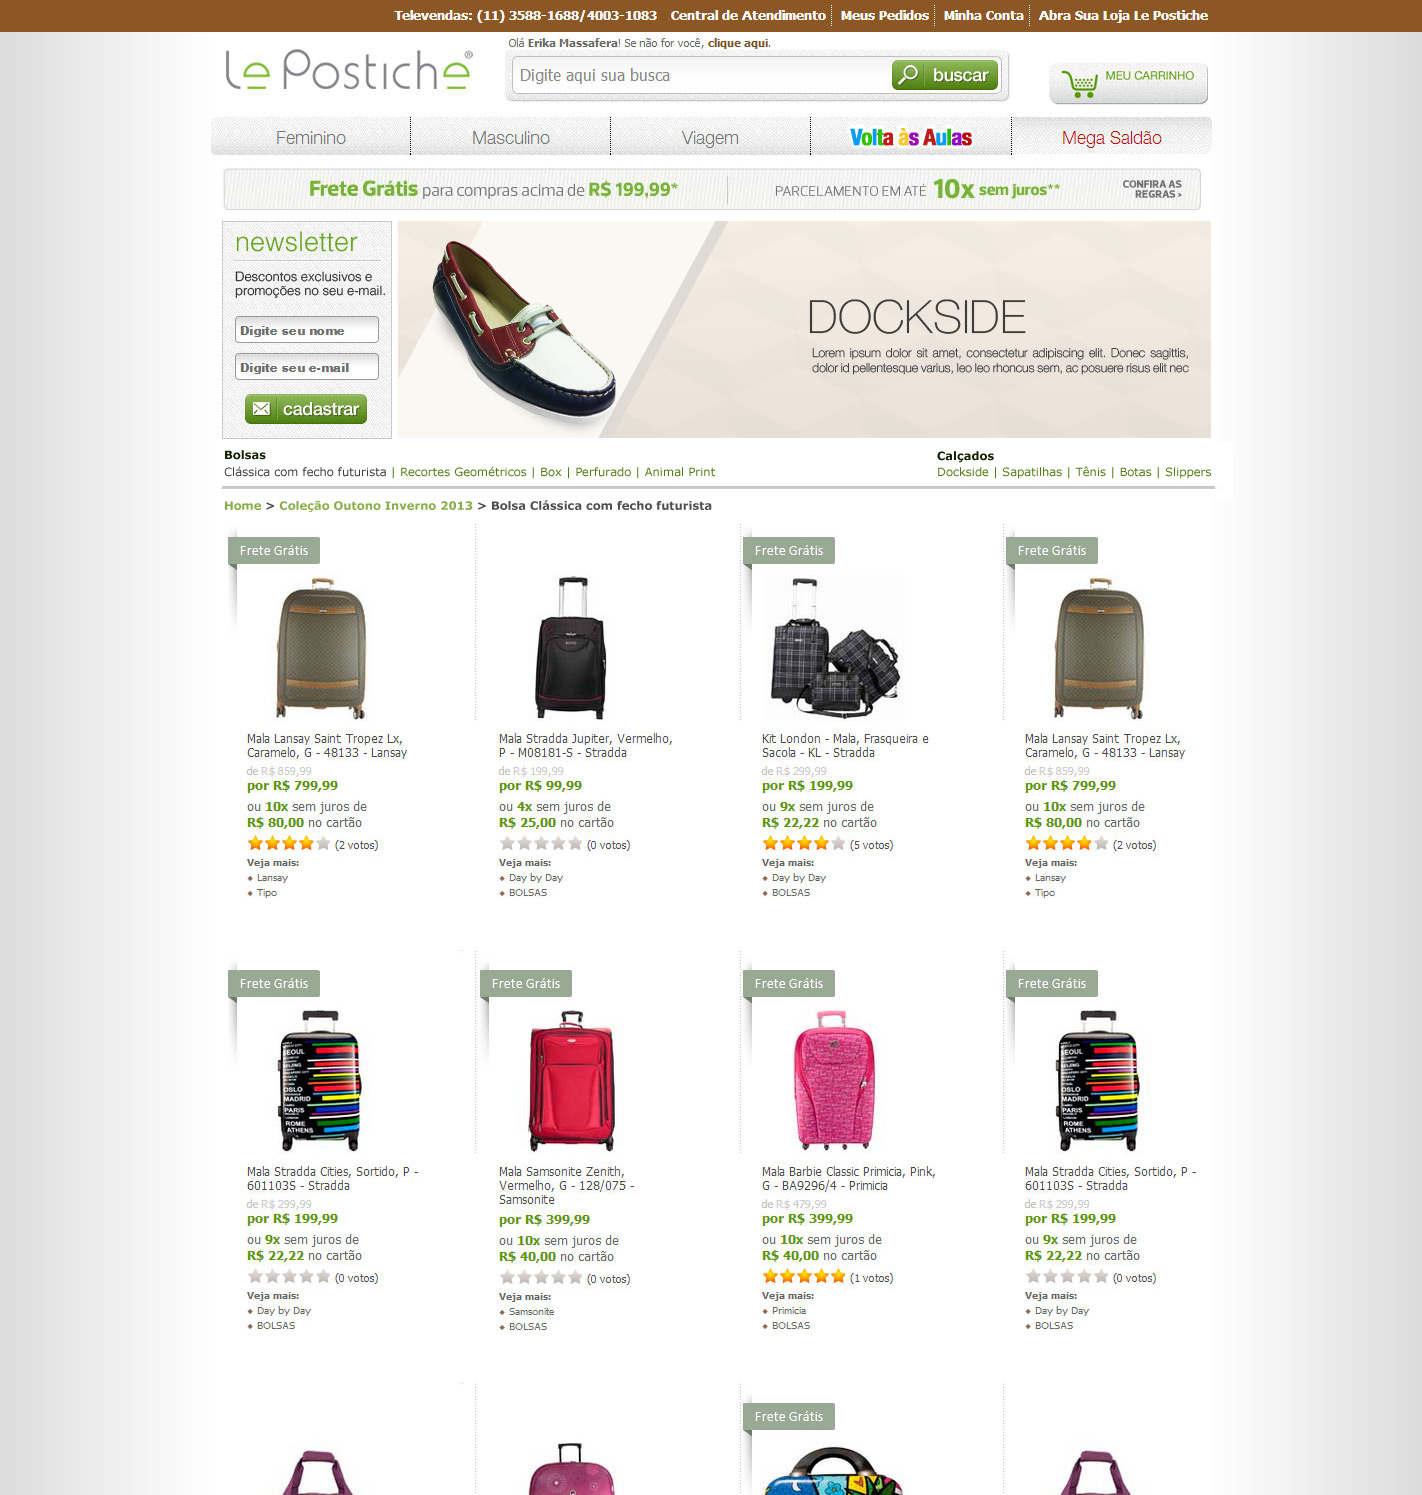 Televendas: (11) 3588-1688/4003-1083 Central de Atendimento Meus Pedidos Minha Conta Abra Sua Loja Le Postiche
Le Postiche®
Olá Erika Massafera! Se não for você, clique aqui.
Digite aqui sua busca buscar
MEU CARRINHO
Feminino Masculino Viagem Volta às Aulas Mega Saldão
Frete Grátis para compras acima de R$ 199,99* PARCELAMENTO EM ATÉ 10x sem juros** CONFIRA AS
REGRAS >
newsletter
Descontos exclusivos e
promoções no seu e-mail.
Digite seu nome
Digite seu e-mail
cadastrar
DOCKSIDE
Lorem ipsum dolor sit amet, consectetur adipiscing elit. Donec sagittis,
dolor id pellentesque varius, leo leo rhoncus sem, ac posuere risus elit nec
Bolsas
Clássica com fecho futurista | Recortes Geométricos | Box | Perfurado | Animal Print
Calçados
Dockside | Sapatilhas | Tênis | Botas | Slippers
Home > Coleção Outono Inverno 2013 > Bolsa Clássica com fecho futurista
Frete Grátis
Mala Lansay Saint Tropez Lx,
Caramelo, G - 48133 - Lansay
de R$ 859,99
por R$ 799,99
ou 10x sem juros de
R$ 80,00 no cartão
(2 votos)
Veja mais:
Lansay
Tipo
Mala Stradda Jupiter, Vermelho,
P - M08181-S - Stradda
de R$ 199,99
por R$ 99,99
ou 4x sem juros de
R$ 25,00 no cartão
(0 votos)
Veja mais:
Day by Day
BOLSAS
Frete Grátis
Kit London - Mala, Frasqueira e
Sacola - KL - Stradda
de R$ 299,99
por R$ 199,99
ou 9x sem juros de
R$ 22,22 no cartão
(5 votos)
Veja mais:
Day by Day
BOLSAS
Frete Grátis
Mala Lansay Saint Tropez Lx,
Caramelo, G - 48133 - Lansay
de R$ 859,99
por R$ 799,99
ou 10x sem juros de
R$ 80,00 no cartão
(2 votos)
Veja mais:
Lansay
Tipo
Frete Grátis
SEOUL
OSLO
MADRID
PARIS
ROME
ATHENS
Mala Stradda Cities, Sortido, P -
601103S - Stradda
de R$ 299,99
por R$ 199,99
ou 9x sem juros de
R$ 22,22 no cartão
(0 votos)
Veja mais:
Day by Day
BOLSAS
Frete Grátis
Mala Samsonite Zenith,
Vermelho, G - 128/075 -
Samsonite
por R$ 399,99
ou 10x sem juros de
R$ 40,00 no cartão
(0 votos)
Veja mais:
Samsonite
BOLSAS
Frete Grátis
Mala Barbie Classic Primicia, Pink,
G - BA9296/4 - Primicia
de R$ 479,99
por R$ 399,99
ou 10x sem juros de
R$ 40,00 no cartão
(1 votos)
Veja mais:
Primicia
BOLSAS
Frete Grátis
SEOUL
OSLO
MADRID
PARIS
ROME
ATHENS
Mala Stradda Cities, Sortido, P -
601103S - Stradda
de R$ 299,99
por R$ 199,99
ou 9x sem juros de
R$ 22,22 no cartão
(0 votos)
Veja mais:
Day by Day
BOLSAS
Frete Grátis